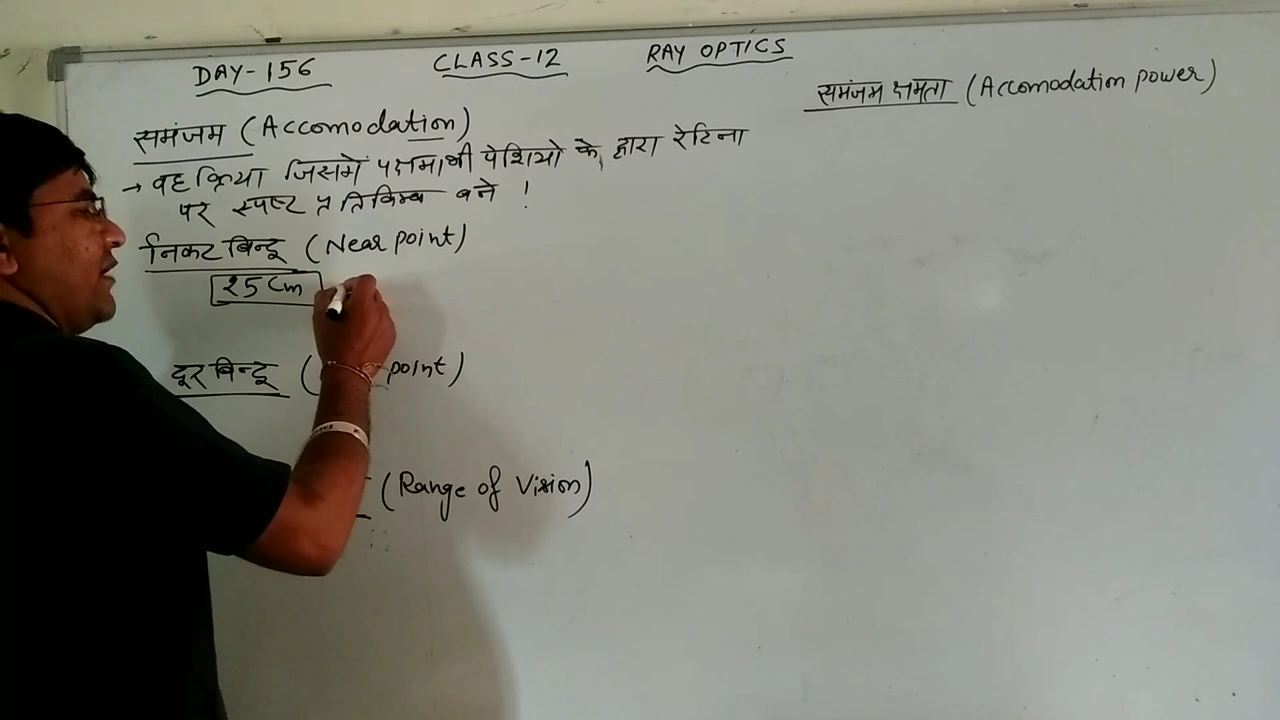 DAY-156 CLASS-12 RAY OPTICS
समंजम (Accomodation)
→ वह क्रिया जिसमें पक्षमाभी पेशियो के द्वारा रेटिना
पर स्पष्ट प्रतिबिम्ब बने !
निकट बिन्दू (Near point)
25 Cm
दूर बिन्दू ( point)
(Range of Vision)
समंजम क्षमता (Accomodation power)